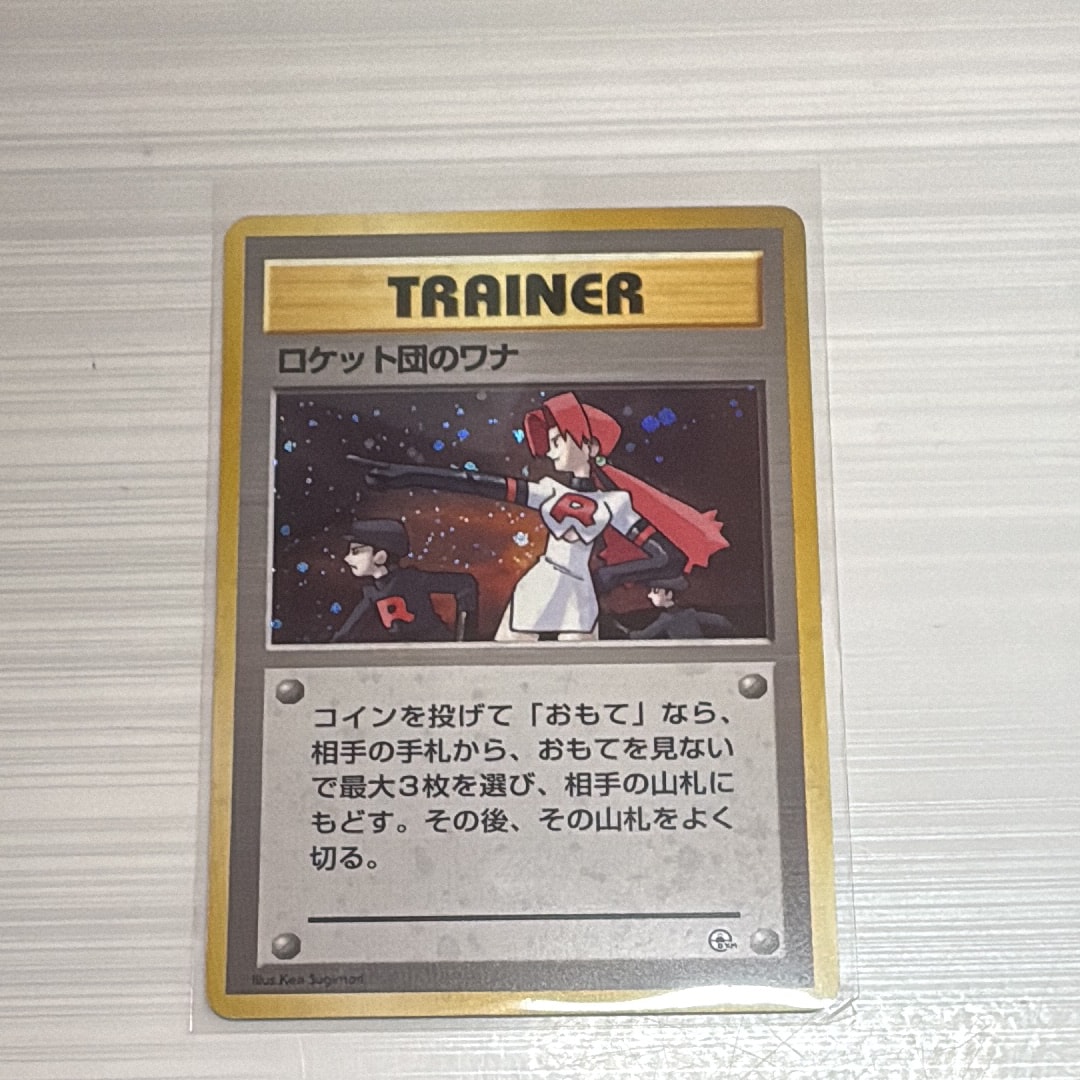 TRAINER
ロケット団のワナ
R
R
コインを投げて「おもて」なら、
相手の手札から、おもてを見ない
で最大3枚を選び、相手の山札に
もどす。その後、その山札をよく
切る。
Illus. Ken Sugimori